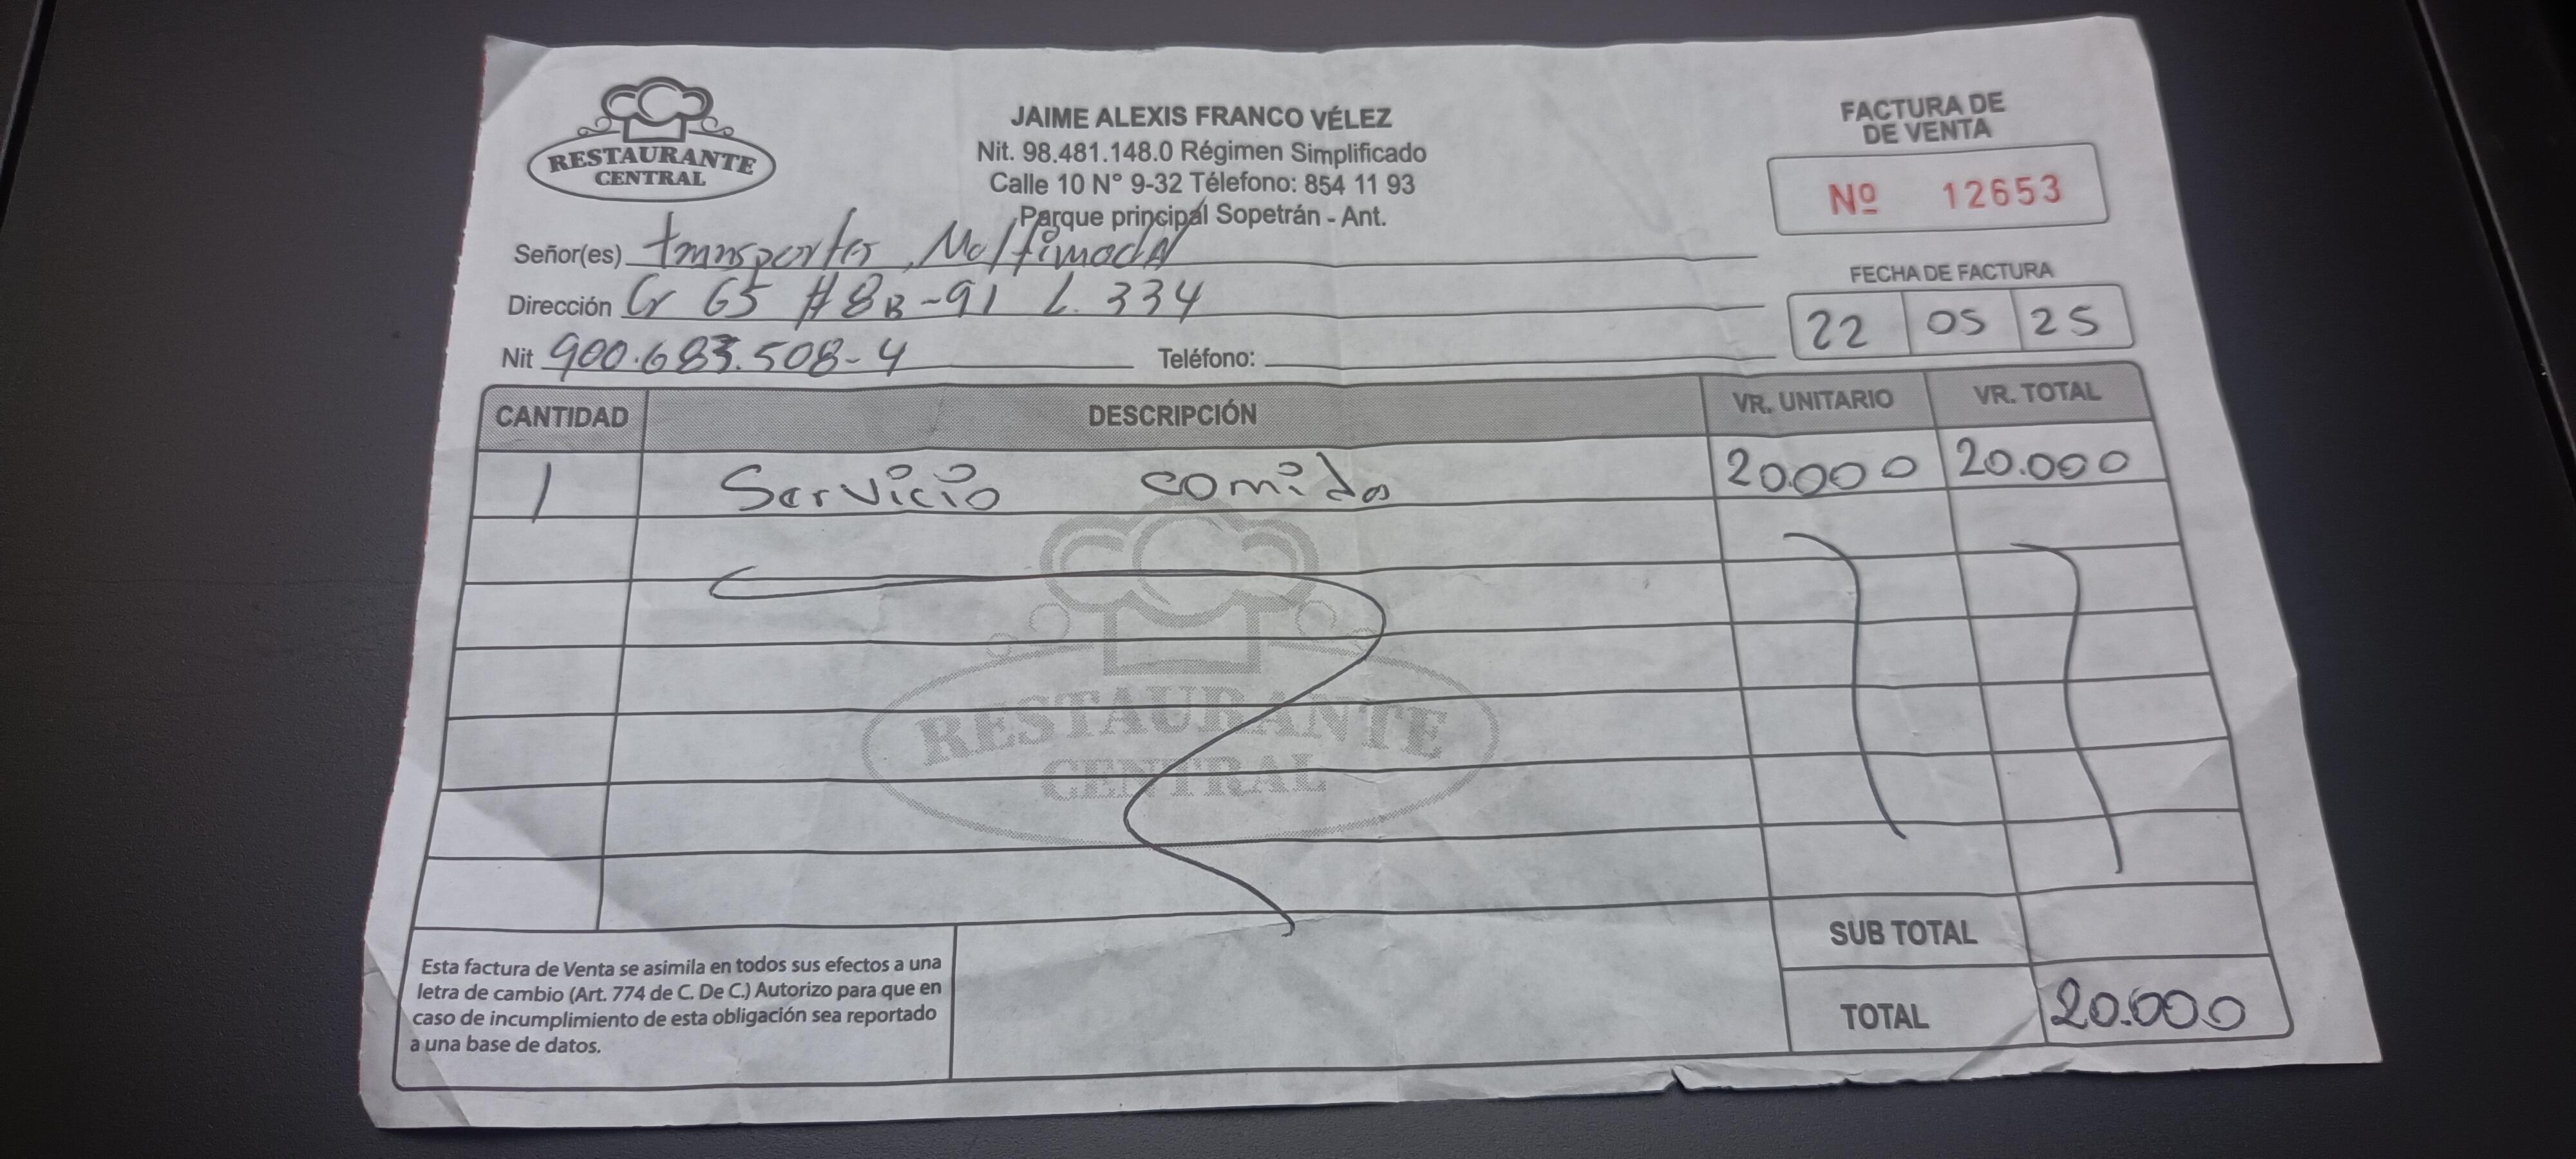 RESTAURANTE
CENTRAL
JAIME ALEXIS FRANCO VÉLEZ
Nit. 98.481.148.0 Régimen Simplificado
Calle 10 N° 9-32 Télefono: 854 11 93
Parque principal Sopetrán - Ant.
FACTURA DE
DE VENTA
Nº 12653
Señor(es) transportes Multimodal
Dirección Cr 65 #8B-91 L. 334
Nit 900.683.508-4 Teléfono:
FECHA DE FACTURA
22 05 25
CANTIDAD DESCRIPCIÓN VR. UNITARIO VR. TOTAL
1 Servicio comida 20.000 20.000
RESTAURANTE
CENTRAL
SUB TOTAL
TOTAL 20.000
Esta factura de Venta se asimila en todos sus efectos a una
letra de cambio (Art. 774 de C. De C.) Autorizo para que en
caso de incumplimiento de esta obligación sea reportado
a una base de datos.